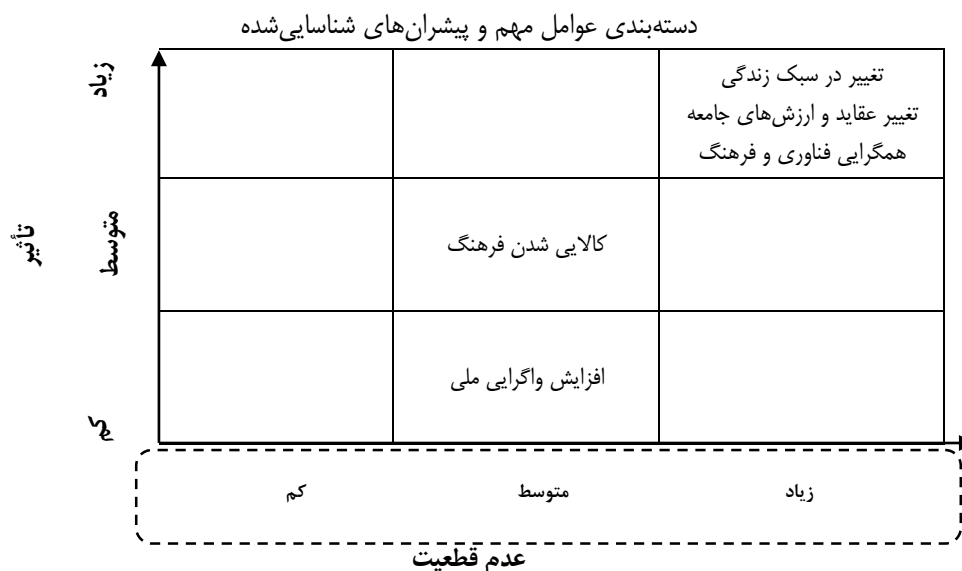 دسته‌بندی عوامل مهم و پیشران‌های شناسایی‌شده
زیاد
تغییر در سبک زندگی
تغییر عقاید و ارزش‌های جامعه
همگرایی فناوری و فرهنگ
تأثیر
متوسط
کالایی شدن فرهنگ
کم
افزایش واگرایی ملی
زیاد
متوسط
کم
عدم قطعیت